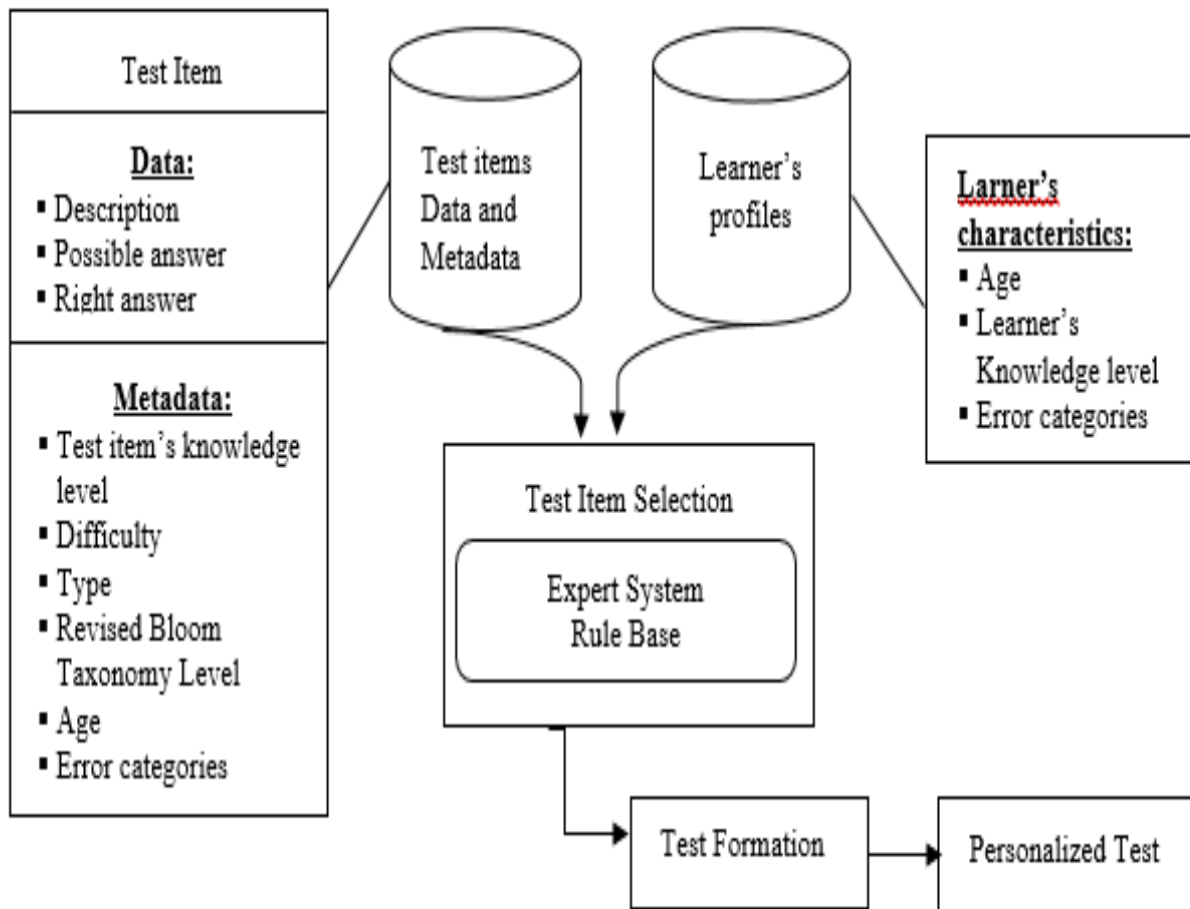 Test Item
Data:
▪ Description
▪ Possible answer
▪ Right answer
Metadata:
▪ Test item’s knowledge
level
▪ Difficulty
▪ Type
▪ Revised Bloom
Taxonomy Level
▪ Age
▪ Error categories
Test items
Data and
Metadata
Learner’s
profiles
Larner’s
characteristics:
▪ Age
▪ Learner’s
Knowledge level
▪ Error categories
Test Item Selection
Expert System
Rule Base
Test Formation
Personalized Test